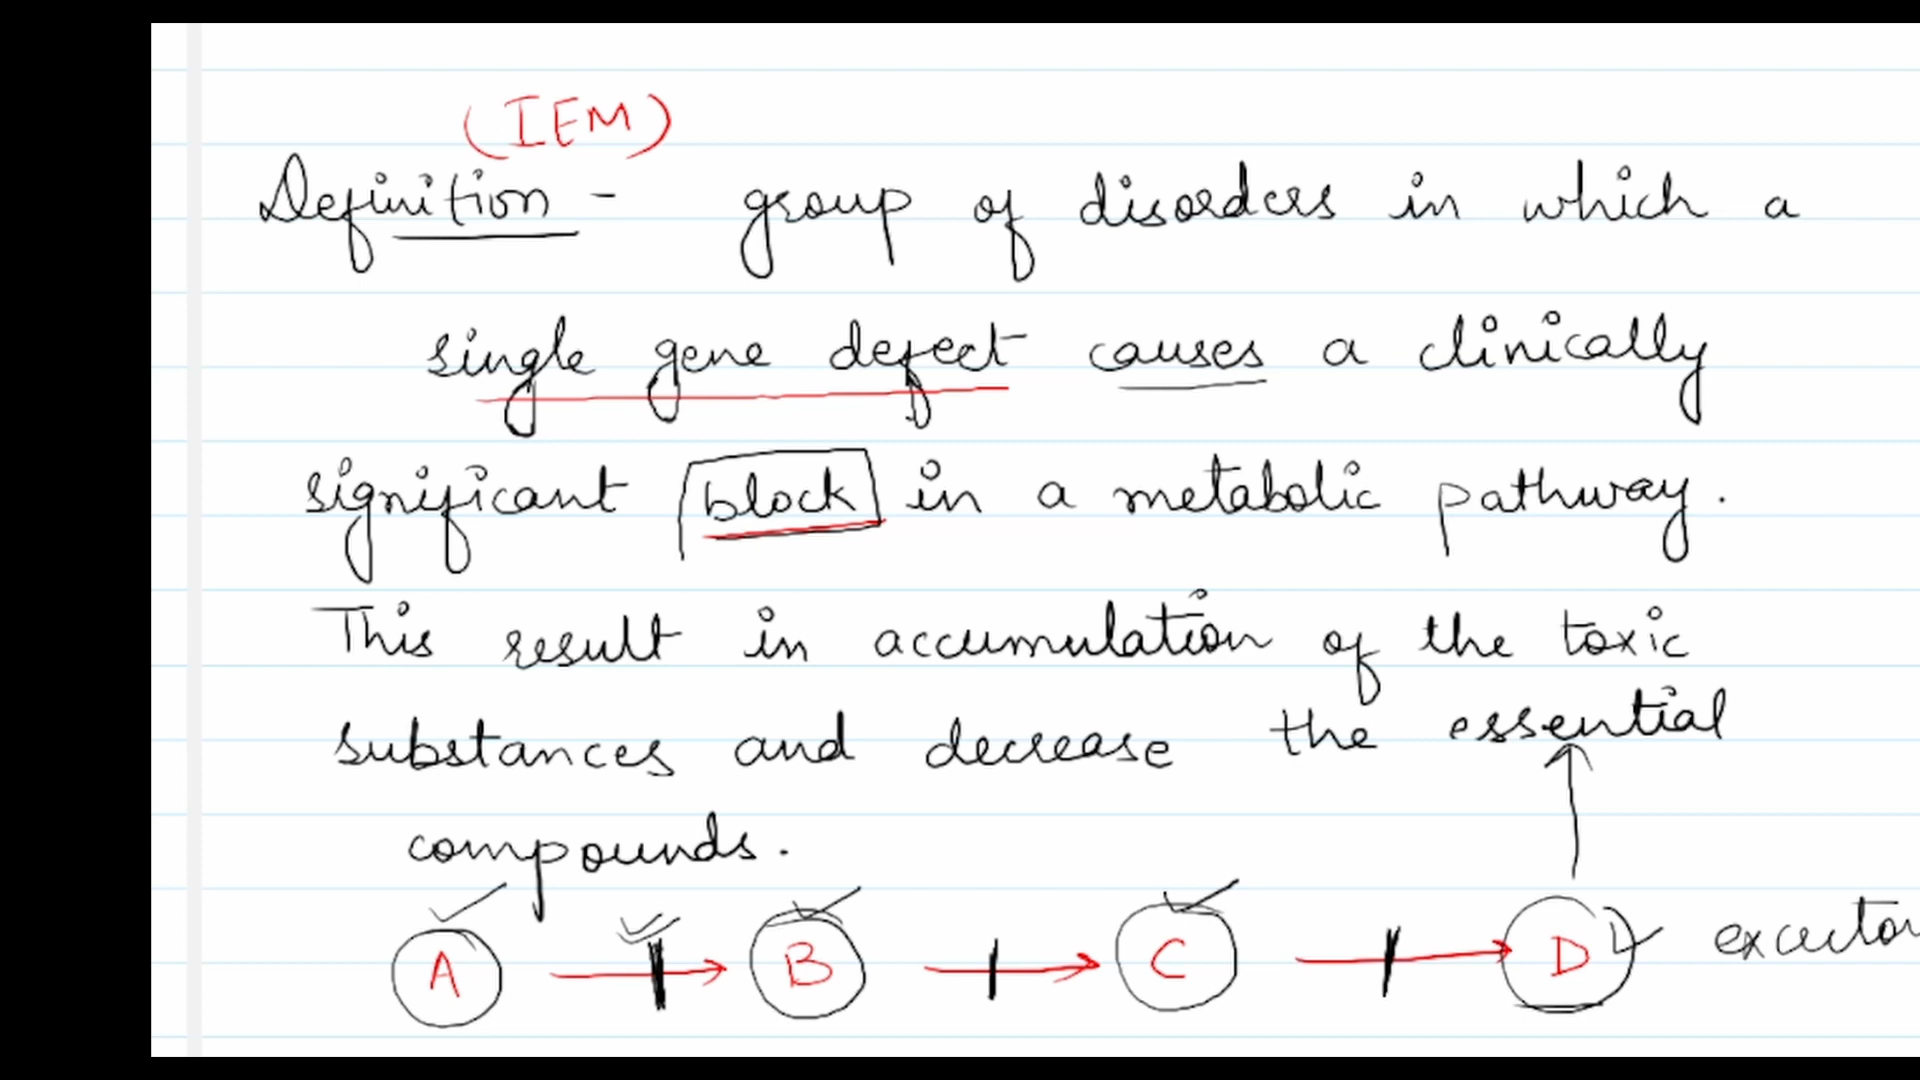 (IEM)
Definition - group of disorders in which a
single gene defect causes a clinically
significant block in a metabolic pathway.
This result in accumulation of the toxic
substances and decrease the essential
compounds.
A B C D